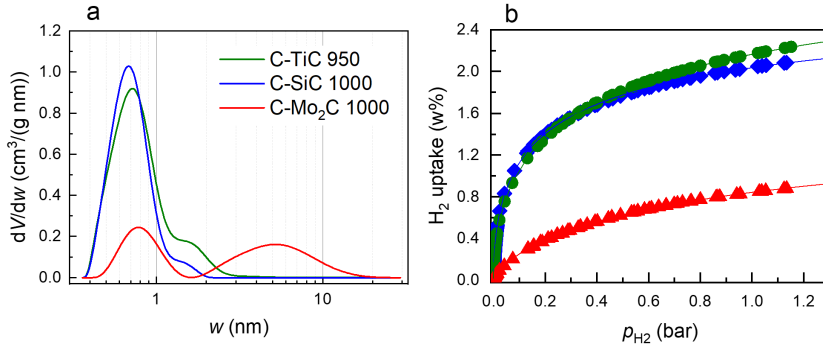 a
dV/dw (cm³/(g nm))
1.2
1.0
0.8
0.6
0.4
0.2
0.0
C-TiC 950
C-SiC 1000
C-Mo₂C 1000
1
10
w (nm)
b
H₂ uptake (w%)
2.4
2.0
1.6
1.2
0.8
0.4
0.0
0.0
0.2
0.4
0.6
0.8
1.0
1.2
pH2 (bar)